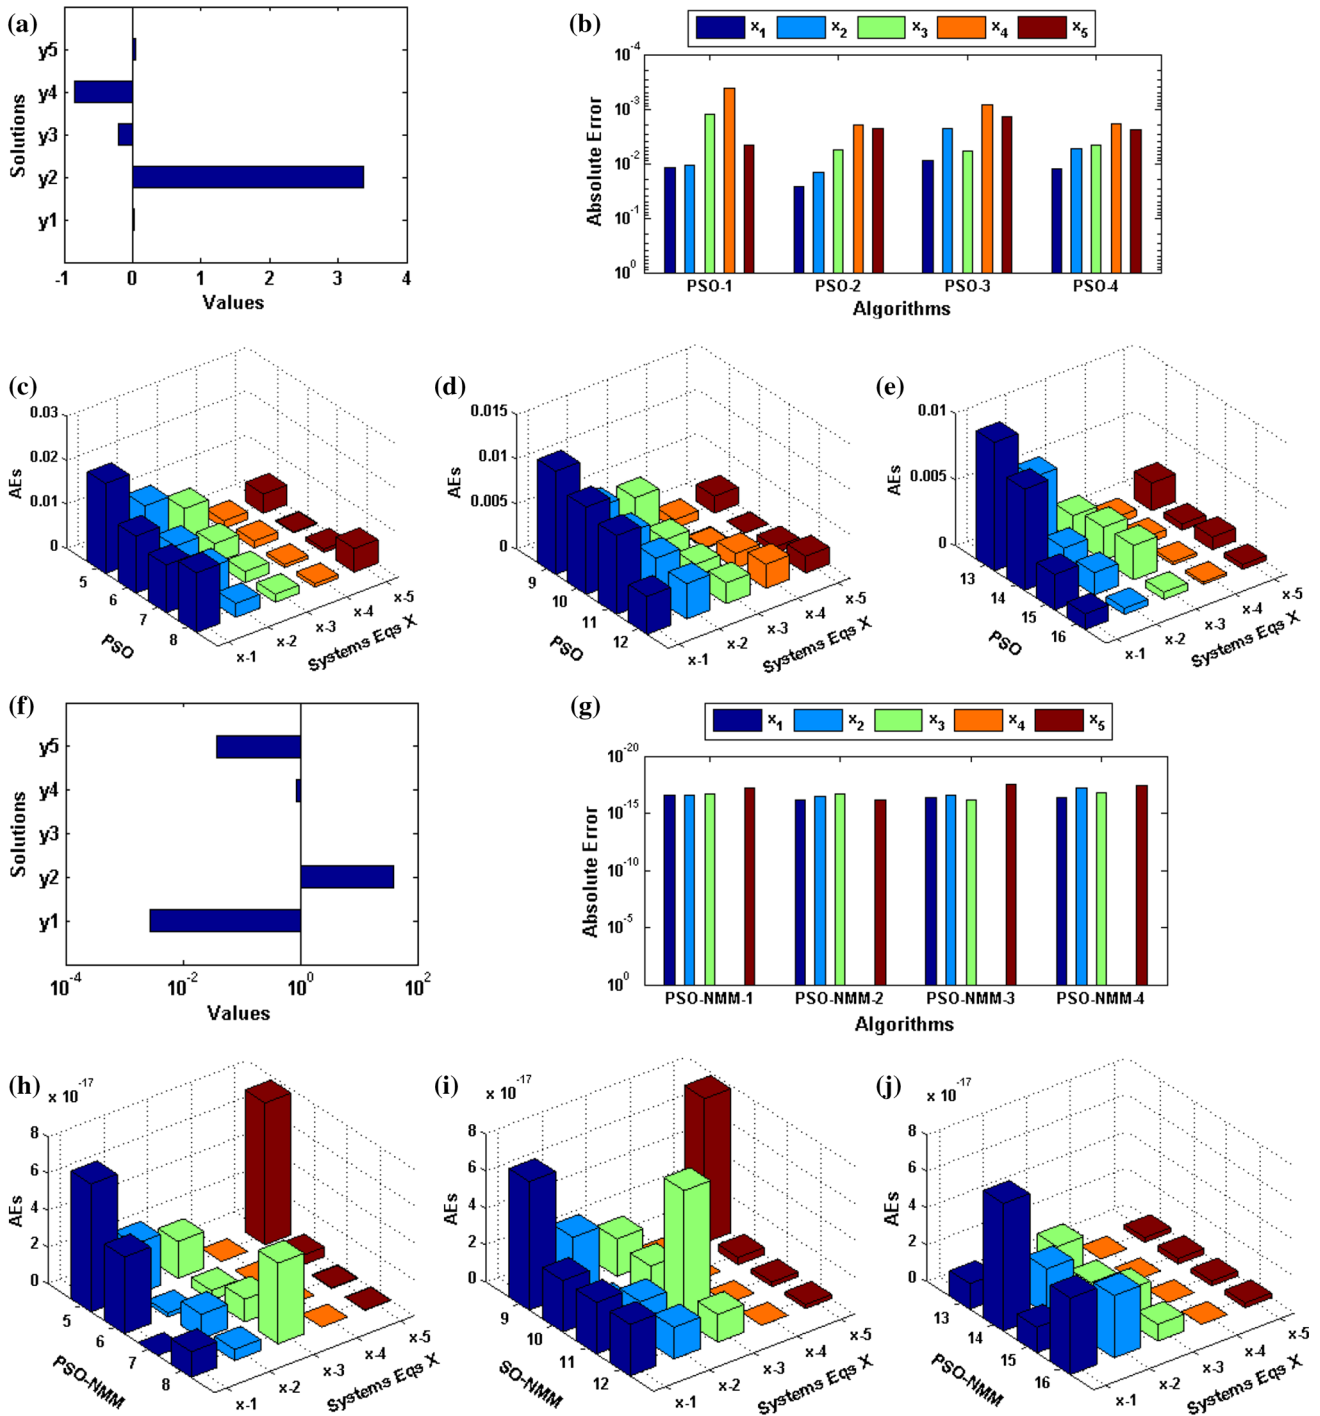 (a)
y5
y4
y3
y2
y1
Solutions
-1 0 1 2 3 4
Values
(b)
x1 x2 x3 x4 x5
10^-4
10^-3
10^-2
10^-1
10^0
Absolute Error
PSO-1 PSO-2 PSO-3 PSO-4
Algorithms
(c)
0.03
0.02
0.01
0
AEs
5 6 7 8
PSO
x-1 x-2 x-3 x-4 x-5
Systems Eqs X
(d)
0.015
0.010
0.005
0
AEs
9 10 11 12
PSO
x-1 x-2 x-3 x-4 x-5
Systems Eqs X
(e)
0.01
0.005
0
AEs
13 14 15 16
PSO
x-1 x-2 x-3 x-4 x-5
Systems Eqs X
(f)
y5
y4
y3
y2
y1
Solutions
10^-4 10^-2 10^0 10^2
Values
(g)
x1 x2 x3 x4 x5
10^-20
10^-15
10^-10
10^-5
10^0
Absolute Error
PSO-NMM-1 PSO-NMM-2 PSO-NMM-3 PSO-NMM-4
Algorithms
(h)
x 10^-17
8
6
4
2
0
AEs
5 6 7 8
PSO-NMM
x-1 x-2 x-3 x-4 x-5
Systems Eqs X
(i)
x 10^-17
8
6
4
2
0
AEs
9 10 11 12
SO-NMM
x-1 x-2 x-3 x-4 x-5
Systems Eqs X
(j)
x 10^-17
8
6
4
2
0
AEs
13 14 15 16
PSO-NMM
x-1 x-2 x-3 x-4 x-5
Systems Eqs X